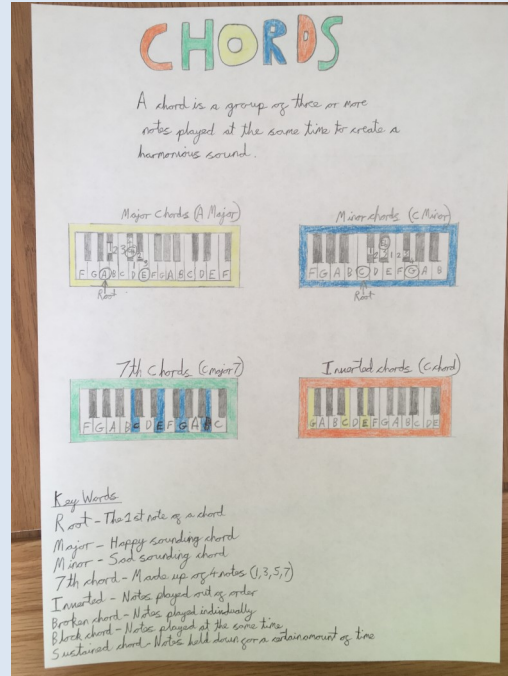 CHORDS
A chord is a group of three or more
notes played at the same time to create a
harmonious sound.
Major Chords (A Major)
Minor chords (C Minor)
1 2 3
F G A B C D E F G A B C D E F
Root
F G A B C D E F G A B
Root
7th Chords (C major 7)
Inverted chords (C chord)
F G A B C D E F G A B C
G A B C D E F G A B C D E
Key Words
Root - The 1st note of a chord
Major - Happy sounding chord
Minor - Sad sounding chord
7th chord - Made up of 4 notes (1,3,5,7)
Inverted - Notes played out of order
Broken chord - Notes played individually
Block chord - Notes played at the same time
Sustained chord - Notes held down for a certain amount of time